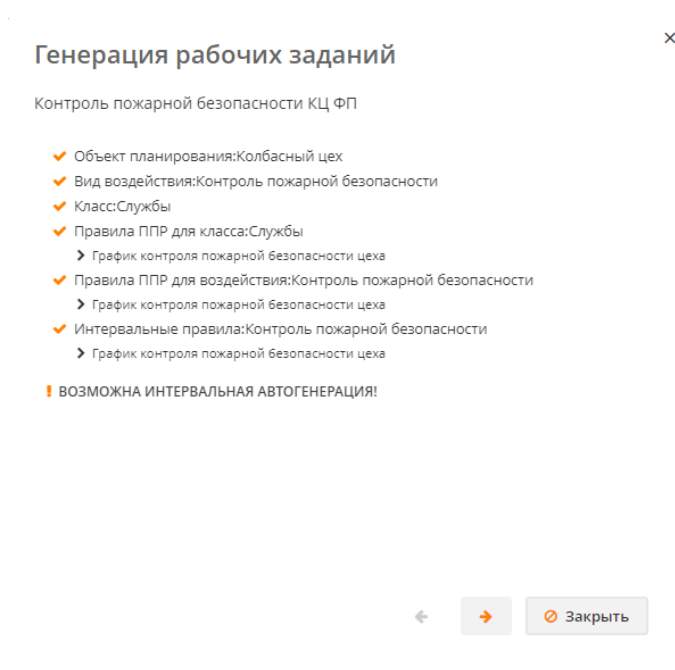 Генерация рабочих заданий
Контроль пожарной безопасности КЦ ФП
Объект планирования:Колбасный цех
Вид воздействия:Контроль пожарной безопасности
Класс:Службы
Правила ППР для класса:Службы
График контроля пожарной безопасности цеха
Правила ППР для воздействия:Контроль пожарной безопасности
График контроля пожарной безопасности цеха
Интервальные правила:Контроль пожарной безопасности
График контроля пожарной безопасности цеха
! ВОЗМОЖНА ИНТЕРВАЛЬНАЯ АВТОГЕНЕРАЦИЯ!
Закрыть